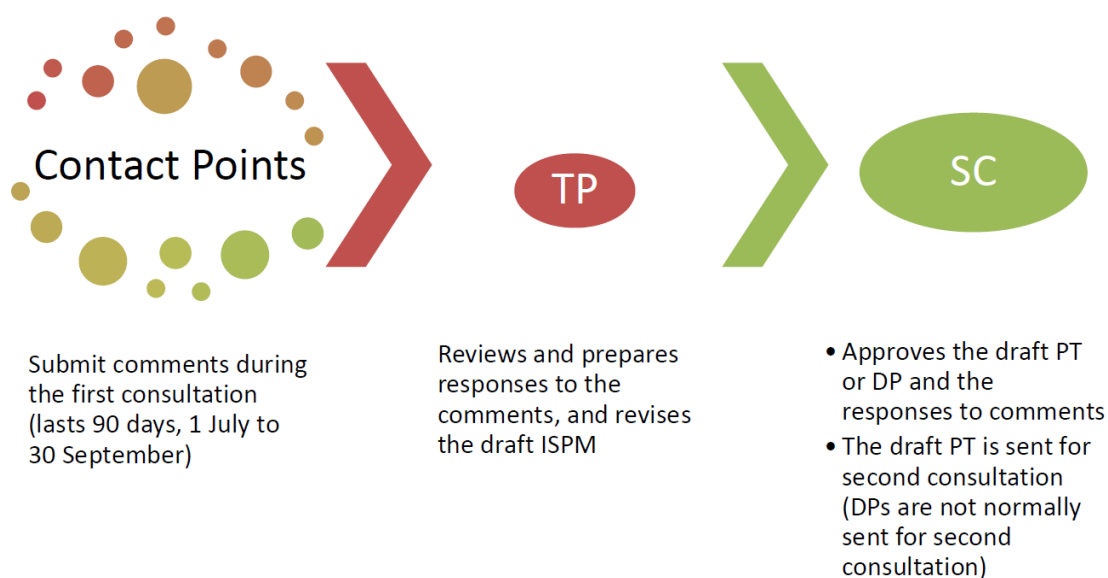 Contact Points
TP
SC
Submit comments during
the first consultation
(lasts 90 days, 1 July to
30 September)
Reviews and prepares
responses to the
comments, and revises
the draft ISPM
• Approves the draft PT
or DP and the
responses to comments
• The draft PT is sent for
second consultation
(DPs are not normally
sent for second
consultation)